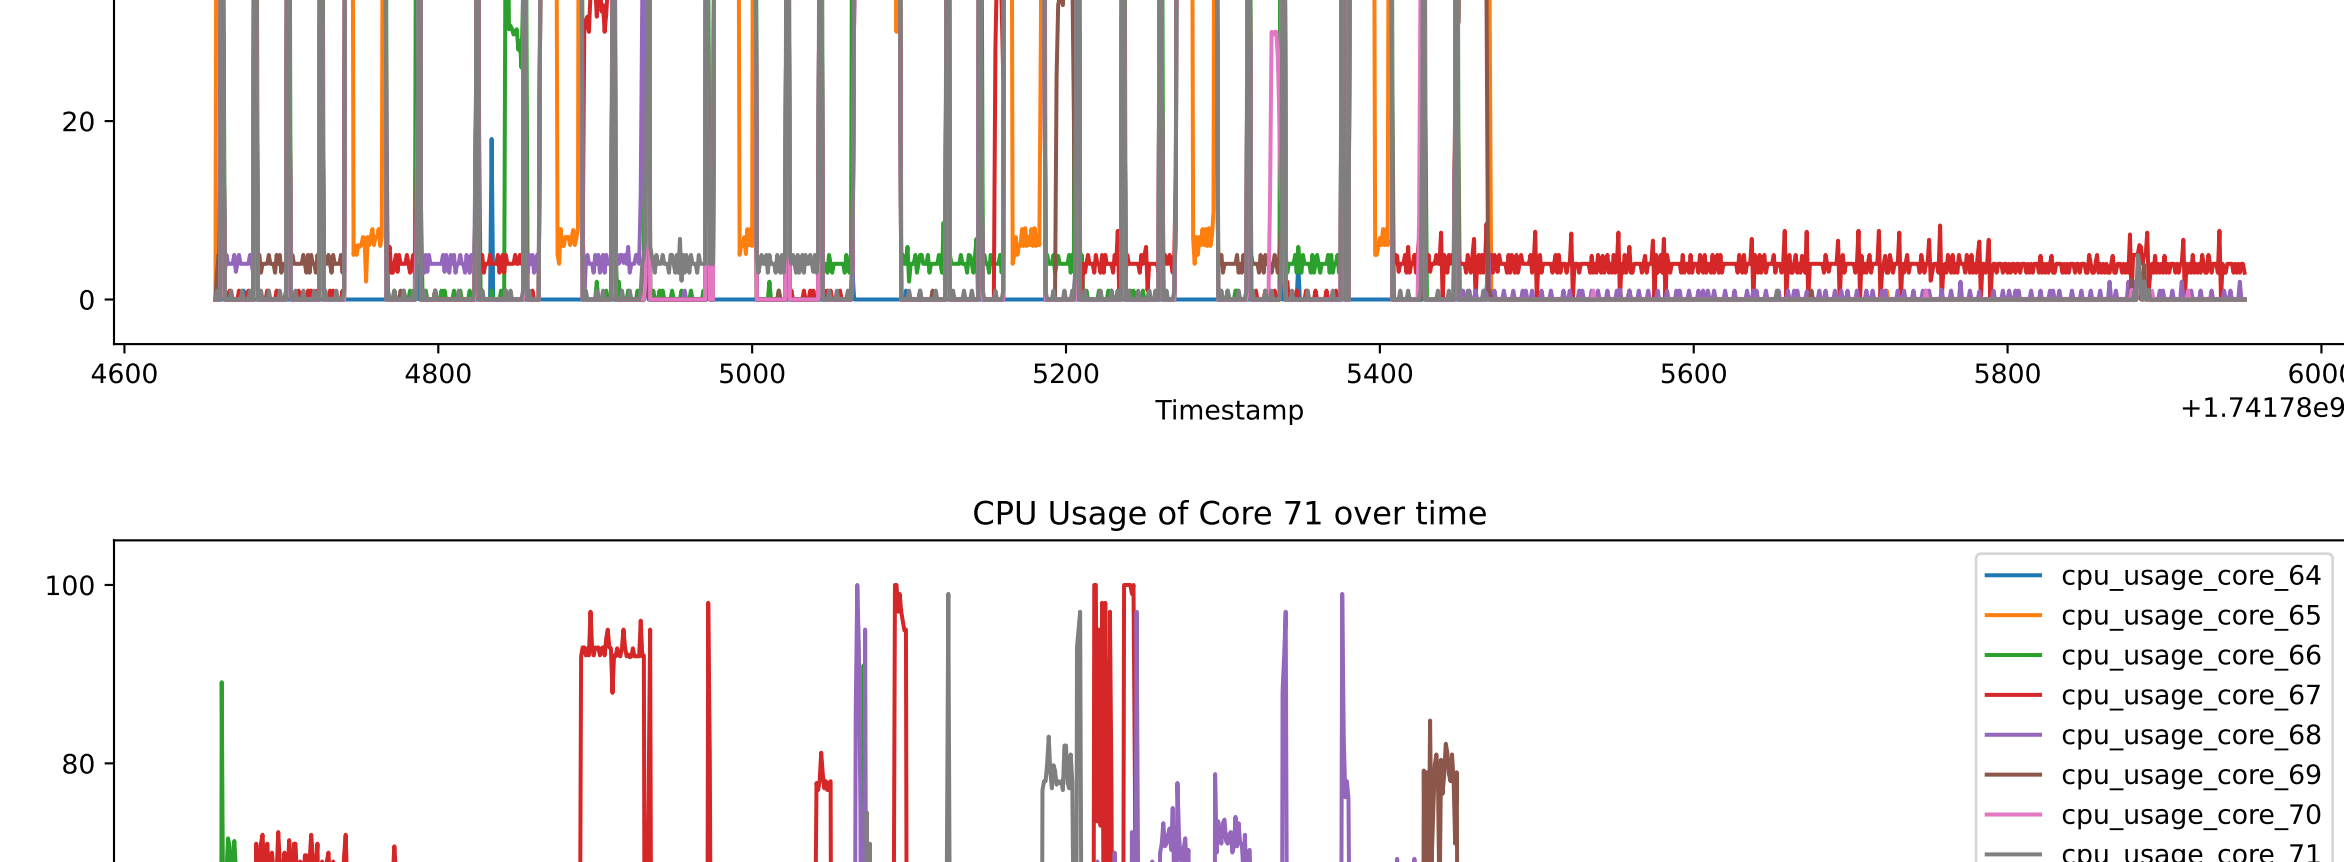 20
0
4600 4800 5000 5200 5400 5600 5800 6000
Timestamp
+1.74178e9
CPU Usage of Core 71 over time
100
80
cpu_usage_core_64
cpu_usage_core_65
cpu_usage_core_66
cpu_usage_core_67
cpu_usage_core_68
cpu_usage_core_69
cpu_usage_core_70
cpu_usage_core_71